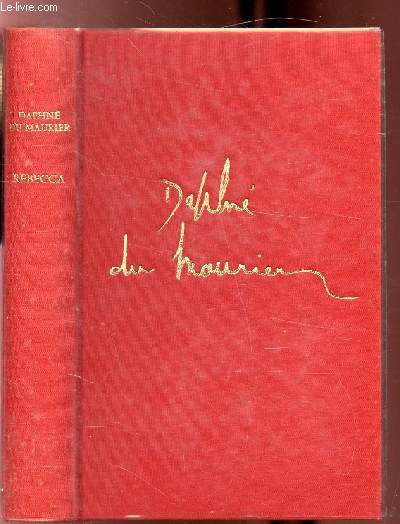 Le-livre.com
DAPHNÉ
DU MAURIER
REBECCA
Daphné
du Maurier